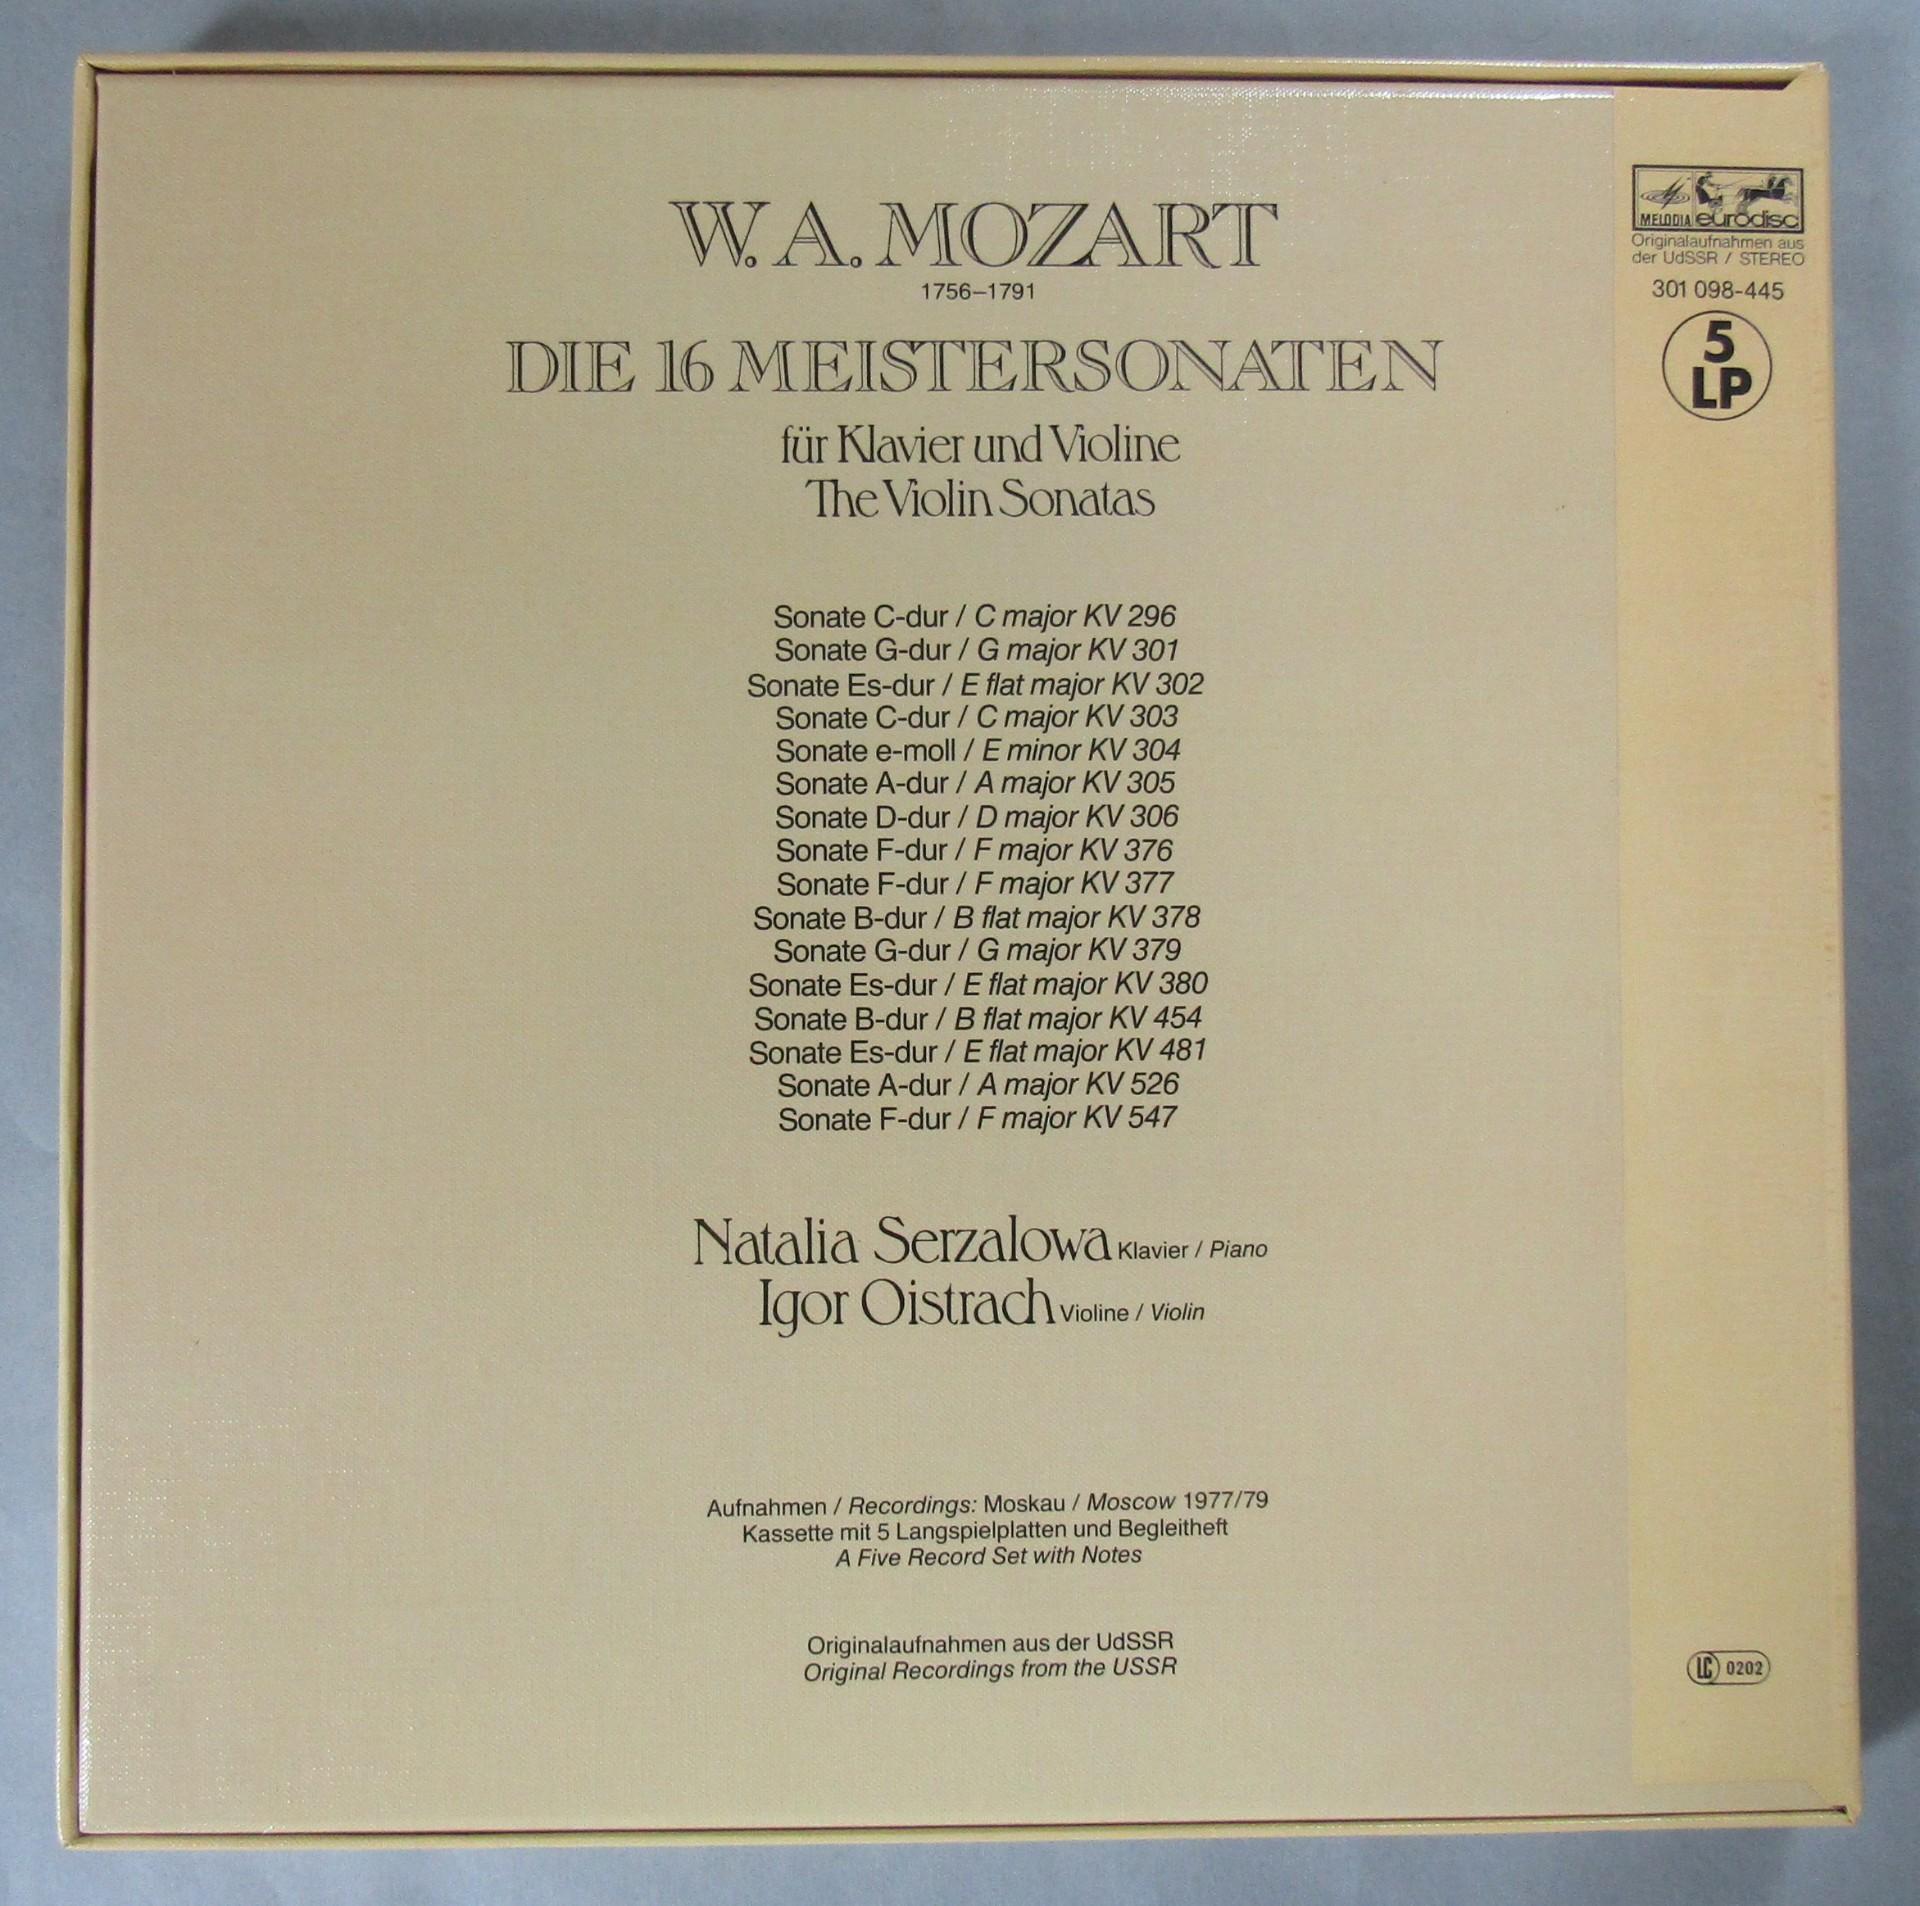 W. A. MOZART
1756–1791
DIE 16 MEISTERSONATEN
für Klavier und Violine
The Violin Sonatas
Sonate C-dur / C major KV 296
Sonate G-dur / G major KV 301
Sonate Es-dur / E flat major KV 302
Sonate C-dur / C major KV 303
Sonate e-moll / E minor KV 304
Sonate A-dur / A major KV 305
Sonate D-dur / D major KV 306
Sonate F-dur / F major KV 376
Sonate F-dur / F major KV 377
Sonate B-dur / B flat major KV 378
Sonate G-dur / G major KV 379
Sonate Es-dur / E flat major KV 380
Sonate B-dur / B flat major KV 454
Sonate Es-dur / E flat major KV 481
Sonate A-dur / A major KV 526
Sonate F-dur / F major KV 547
Natalia Serzalowa Klavier / Piano
Igor Oistrach Violine / Violin
Aufnahmen / Recordings: Moskau / Moscow 1977/79
Kassette mit 5 Langspielplatten und Begleitheft
A Five Record Set with Notes
Originalaufnahmen aus der UdSSR
Original Recordings from the USSR
MELODIA eurodisc
Originalaufnahmen aus
der UdSSR / STEREO
301 098-445
5
LP
LC 0202